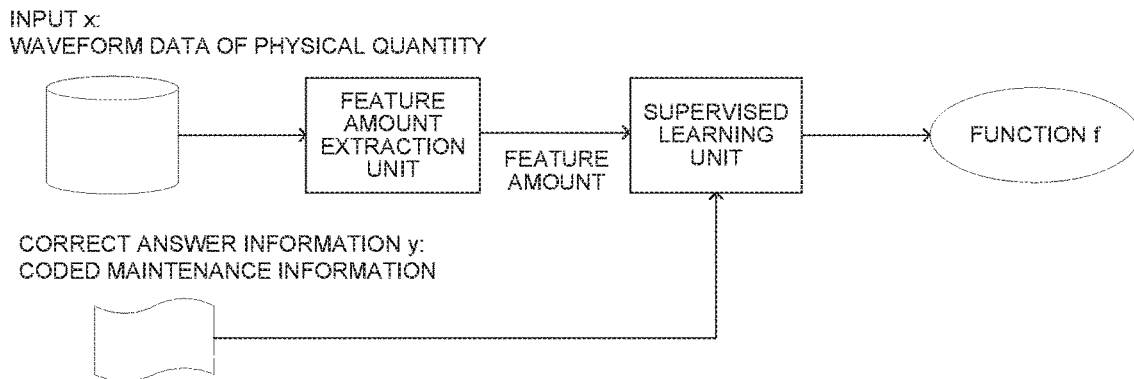 INPUT x:
WAVEFORM DATA OF PHYSICAL QUANTITY
FEATURE
AMOUNT
EXTRACTION
UNIT
FEATURE
AMOUNT
SUPERVISED
LEARNING
UNIT
FUNCTION f
CORRECT ANSWER INFORMATION y:
CODED MAINTENANCE INFORMATION